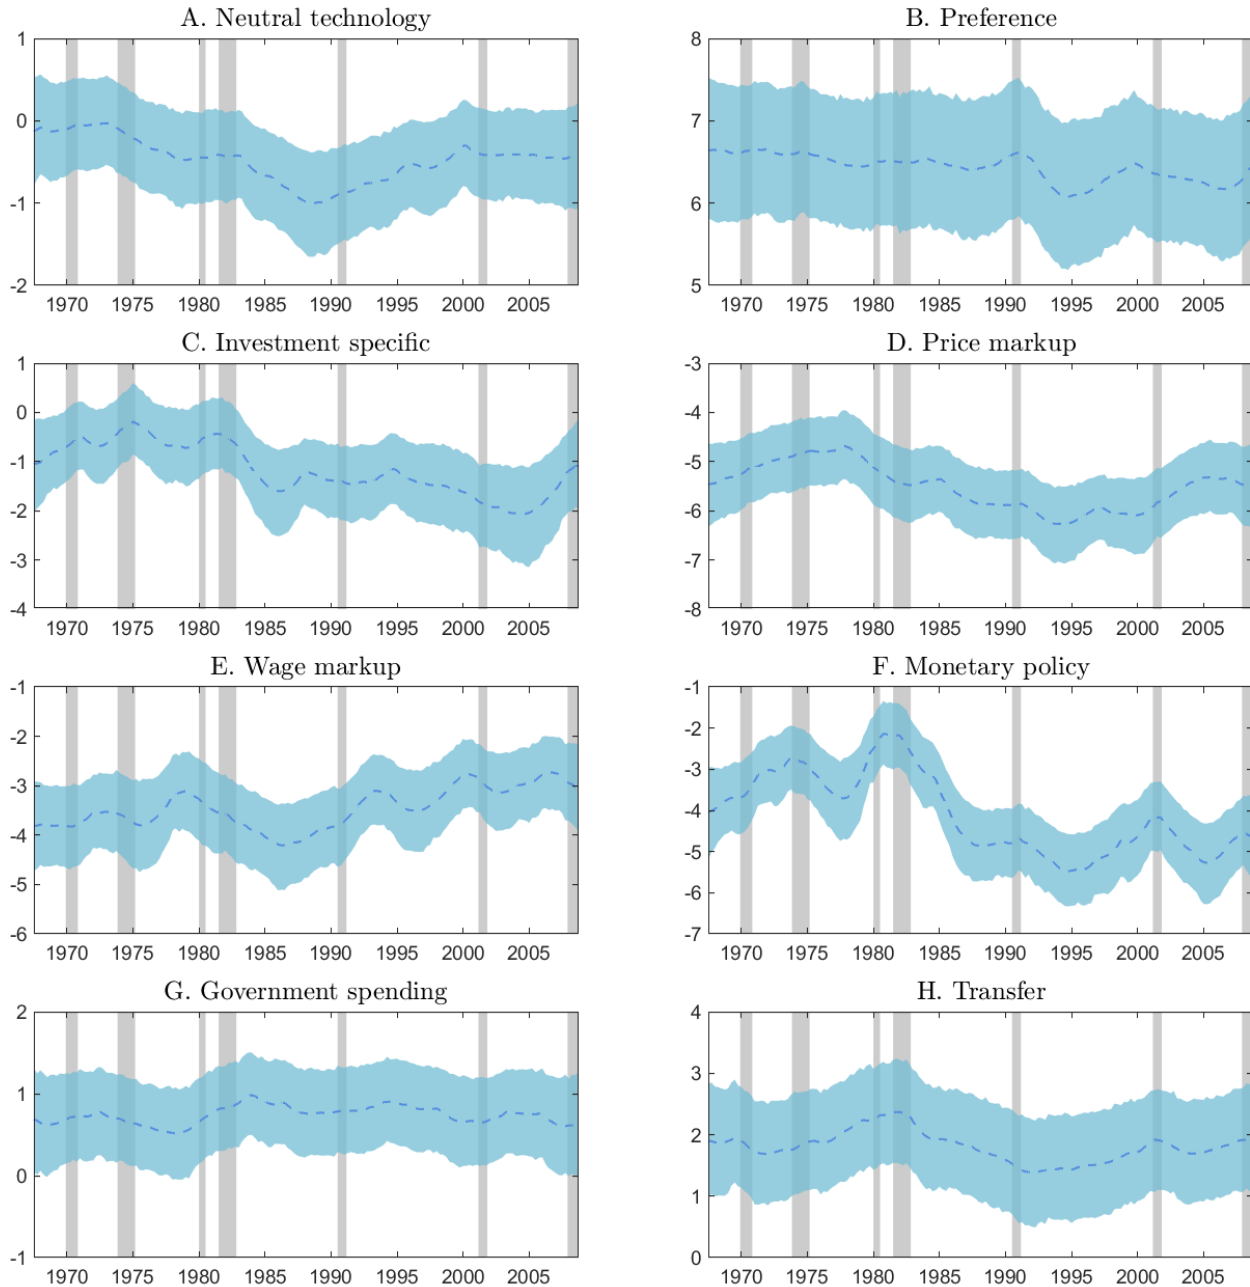 A. Neutral technology
1
0
-1
-2
1970 1975 1980 1985 1990 1995 2000 2005
B. Preference
8
7
6
5
1970 1975 1980 1985 1990 1995 2000 2005
C. Investment specific
1
0
-1
-2
-3
-4
1970 1975 1980 1985 1990 1995 2000 2005
D. Price markup
-3
-4
-5
-6
-7
-8
1970 1975 1980 1985 1990 1995 2000 2005
E. Wage markup
-1
-2
-3
-4
-5
-6
1970 1975 1980 1985 1990 1995 2000 2005
F. Monetary policy
-1
-2
-3
-4
-5
-6
-7
1970 1975 1980 1985 1990 1995 2000 2005
G. Government spending
2
1
0
-1
1970 1975 1980 1985 1990 1995 2000 2005
H. Transfer
4
3
2
1
0
1970 1975 1980 1985 1990 1995 2000 2005